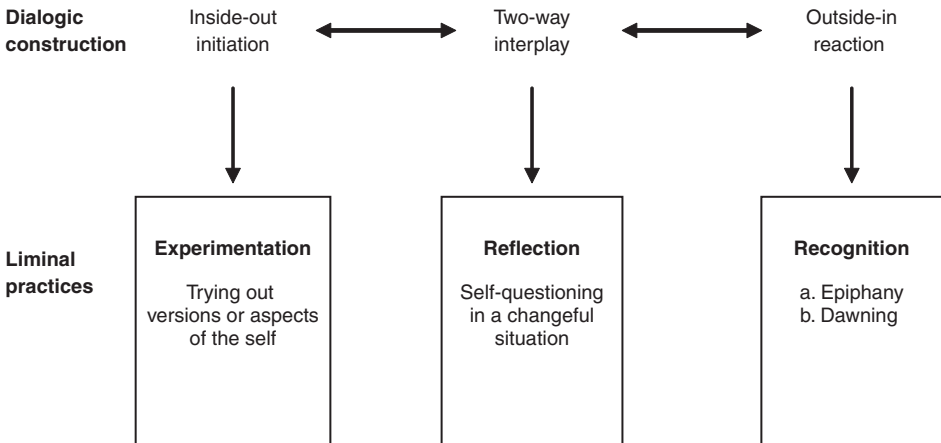 Dialogic
construction
Inside-out
initiation
Two-way
interplay
Outside-in
reaction
Liminal
practices
Experimentation
Trying out
versions or aspects
of the self
Reflection
Self-questioning
in a changeful
situation
Recognition
a. Epiphany
b. Dawning